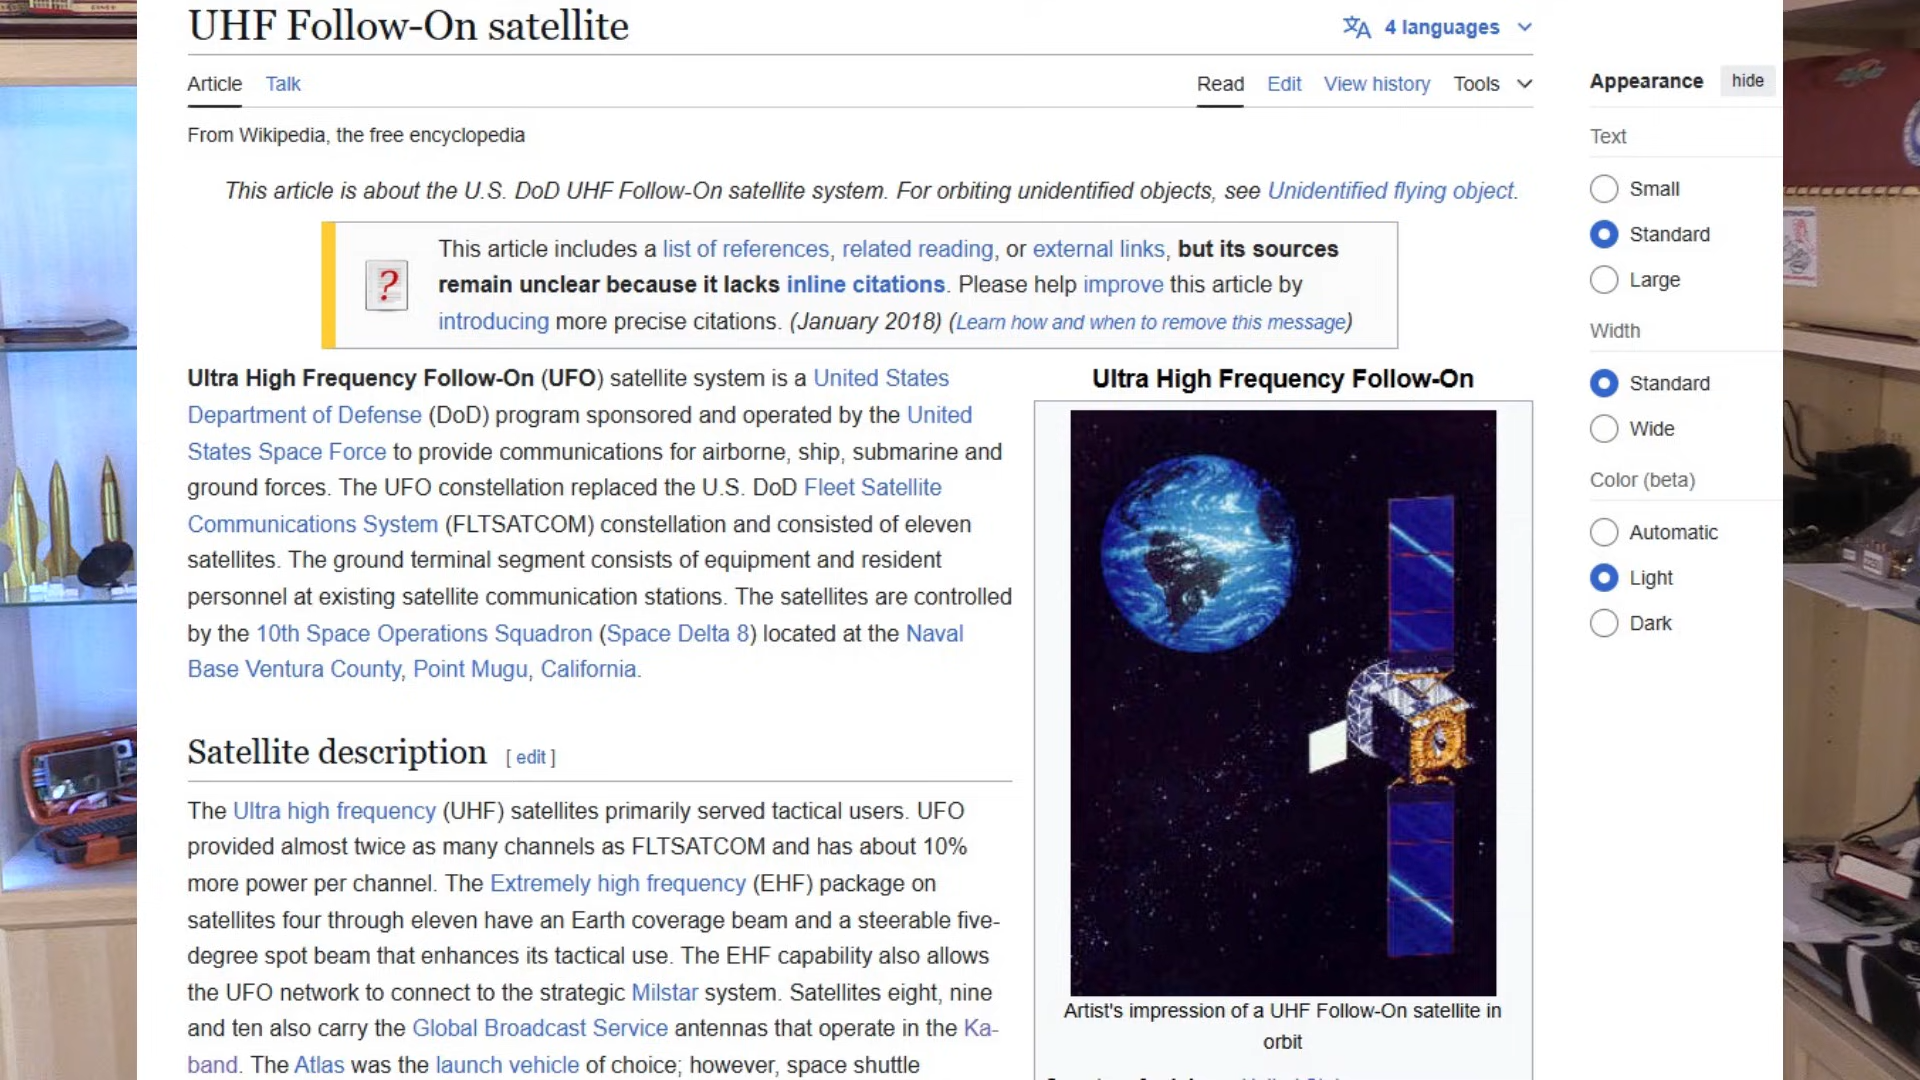 UHF Follow-On satellite
4 languages
Article Talk
Read Edit View history Tools
From Wikipedia, the free encyclopedia
This article is about the U.S. DoD UHF Follow-On satellite system. For orbiting unidentified objects, see Unidentified flying object.
?
This article includes a list of references, related reading, or external links, but its sources
remain unclear because it lacks inline citations. Please help improve this article by
introducing more precise citations. (January 2018) (Learn how and when to remove this message)
Ultra High Frequency Follow-On (UFO) satellite system is a United States
Department of Defense (DoD) program sponsored and operated by the United
States Space Force to provide communications for airborne, ship, submarine and
ground forces. The UFO constellation replaced the U.S. DoD Fleet Satellite
Communications System (FLTSATCOM) constellation and consisted of eleven
satellites. The ground terminal segment consists of equipment and resident
personnel at existing satellite communication stations. The satellites are controlled
by the 10th Space Operations Squadron (Space Delta 8) located at the Naval
Base Ventura County, Point Mugu, California.
Satellite description [ edit ]
The Ultra high frequency (UHF) satellites primarily served tactical users. UFO
provided almost twice as many channels as FLTSATCOM and has about 10%
more power per channel. The Extremely high frequency (EHF) package on
satellites four through eleven have an Earth coverage beam and a steerable five-
degree spot beam that enhances its tactical use. The EHF capability also allows
the UFO network to connect to the strategic Milstar system. Satellites eight, nine
and ten also carry the Global Broadcast Service antennas that operate in the Ka-
band. The Atlas was the launch vehicle of choice; however, space shuttle
Ultra High Frequency Follow-On
Artist's impression of a UHF Follow-On satellite in
orbit
Appearance hide
Text
Small
Standard
Large
Width
Standard
Wide
Color (beta)
Automatic
Light
Dark